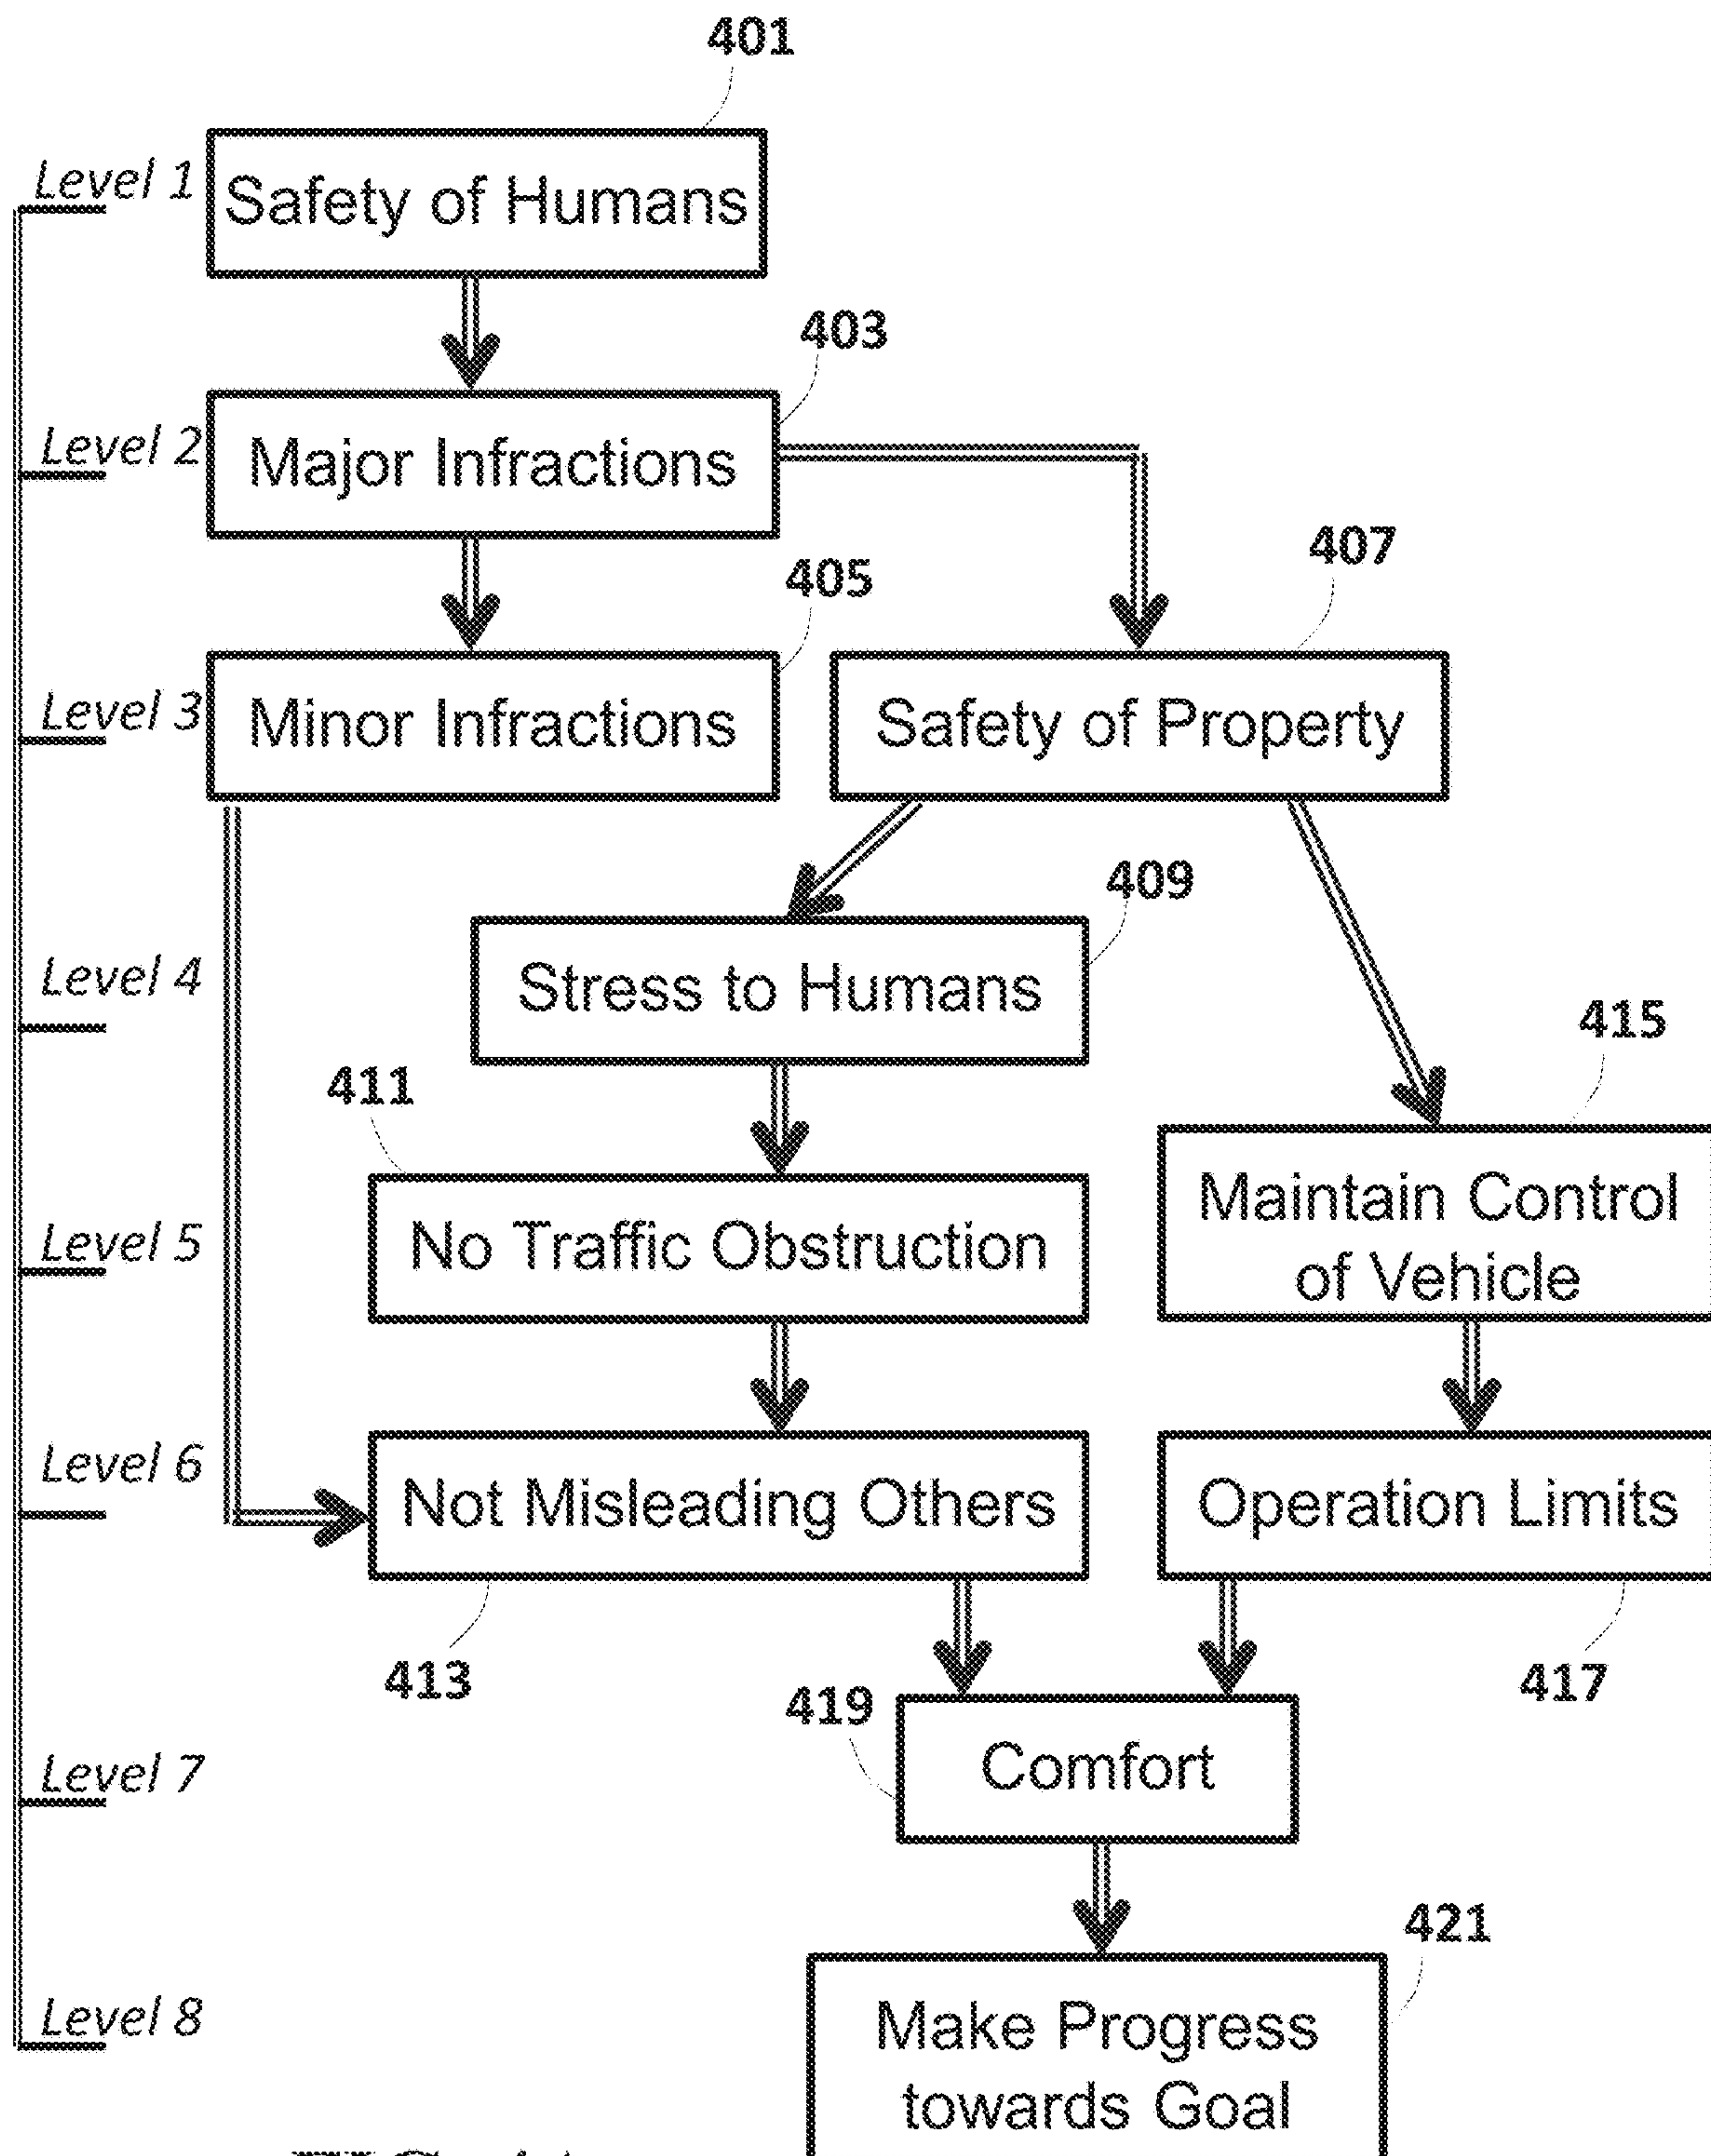 401
Level 1
Safety of Humans
403
Level 2
Major Infractions
405
407
Level 3
Minor Infractions
Safety of Property
409
Level 4
Stress to Humans
411
415
Level 5
No Traffic Obstruction
Maintain Control
of Vehicle
Level 6
Not Misleading Others
Operation Limits
413
417
419
Level 7
Comfort
421
Level 8
Make Progress
towards Goal